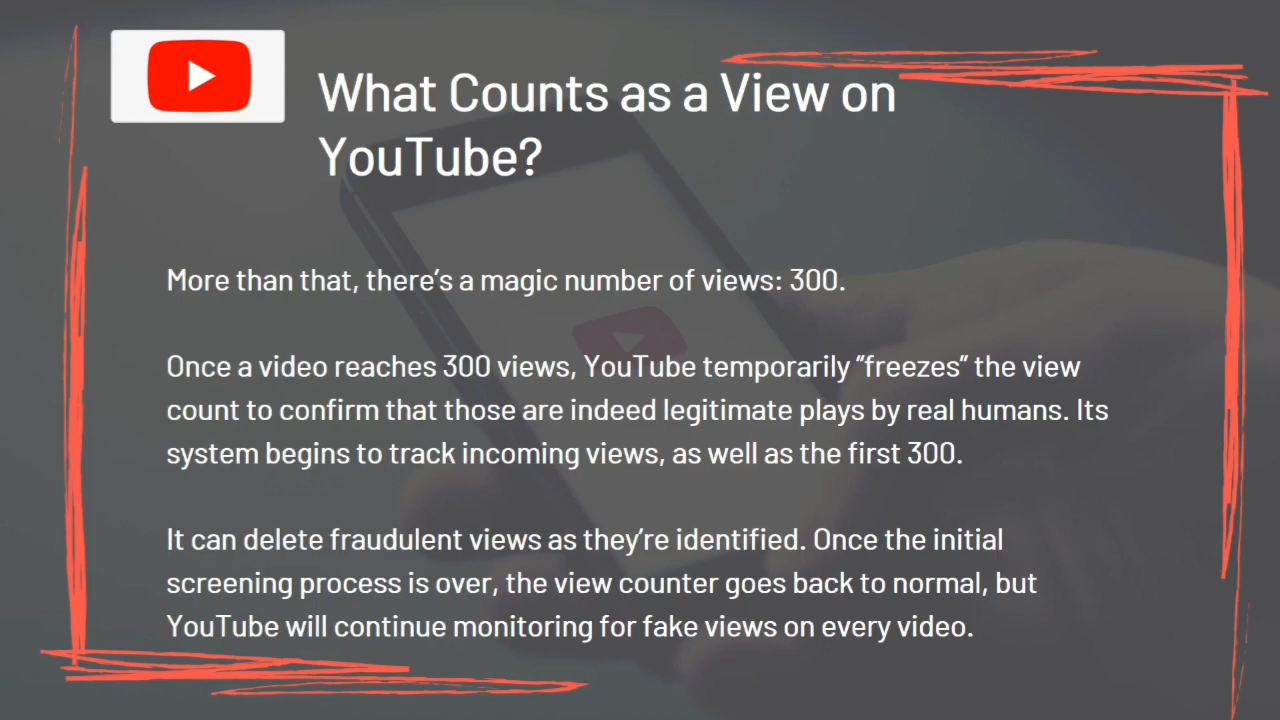 What Counts as a View on
YouTube?
More than that, there’s a magic number of views: 300.
Once a video reaches 300 views, YouTube temporarily “freezes” the view
count to confirm that those are indeed legitimate plays by real humans. Its
system begins to track incoming views, as well as the first 300.
It can delete fraudulent views as they’re identified. Once the initial
screening process is over, the view counter goes back to normal, but
YouTube will continue monitoring for fake views on every video.